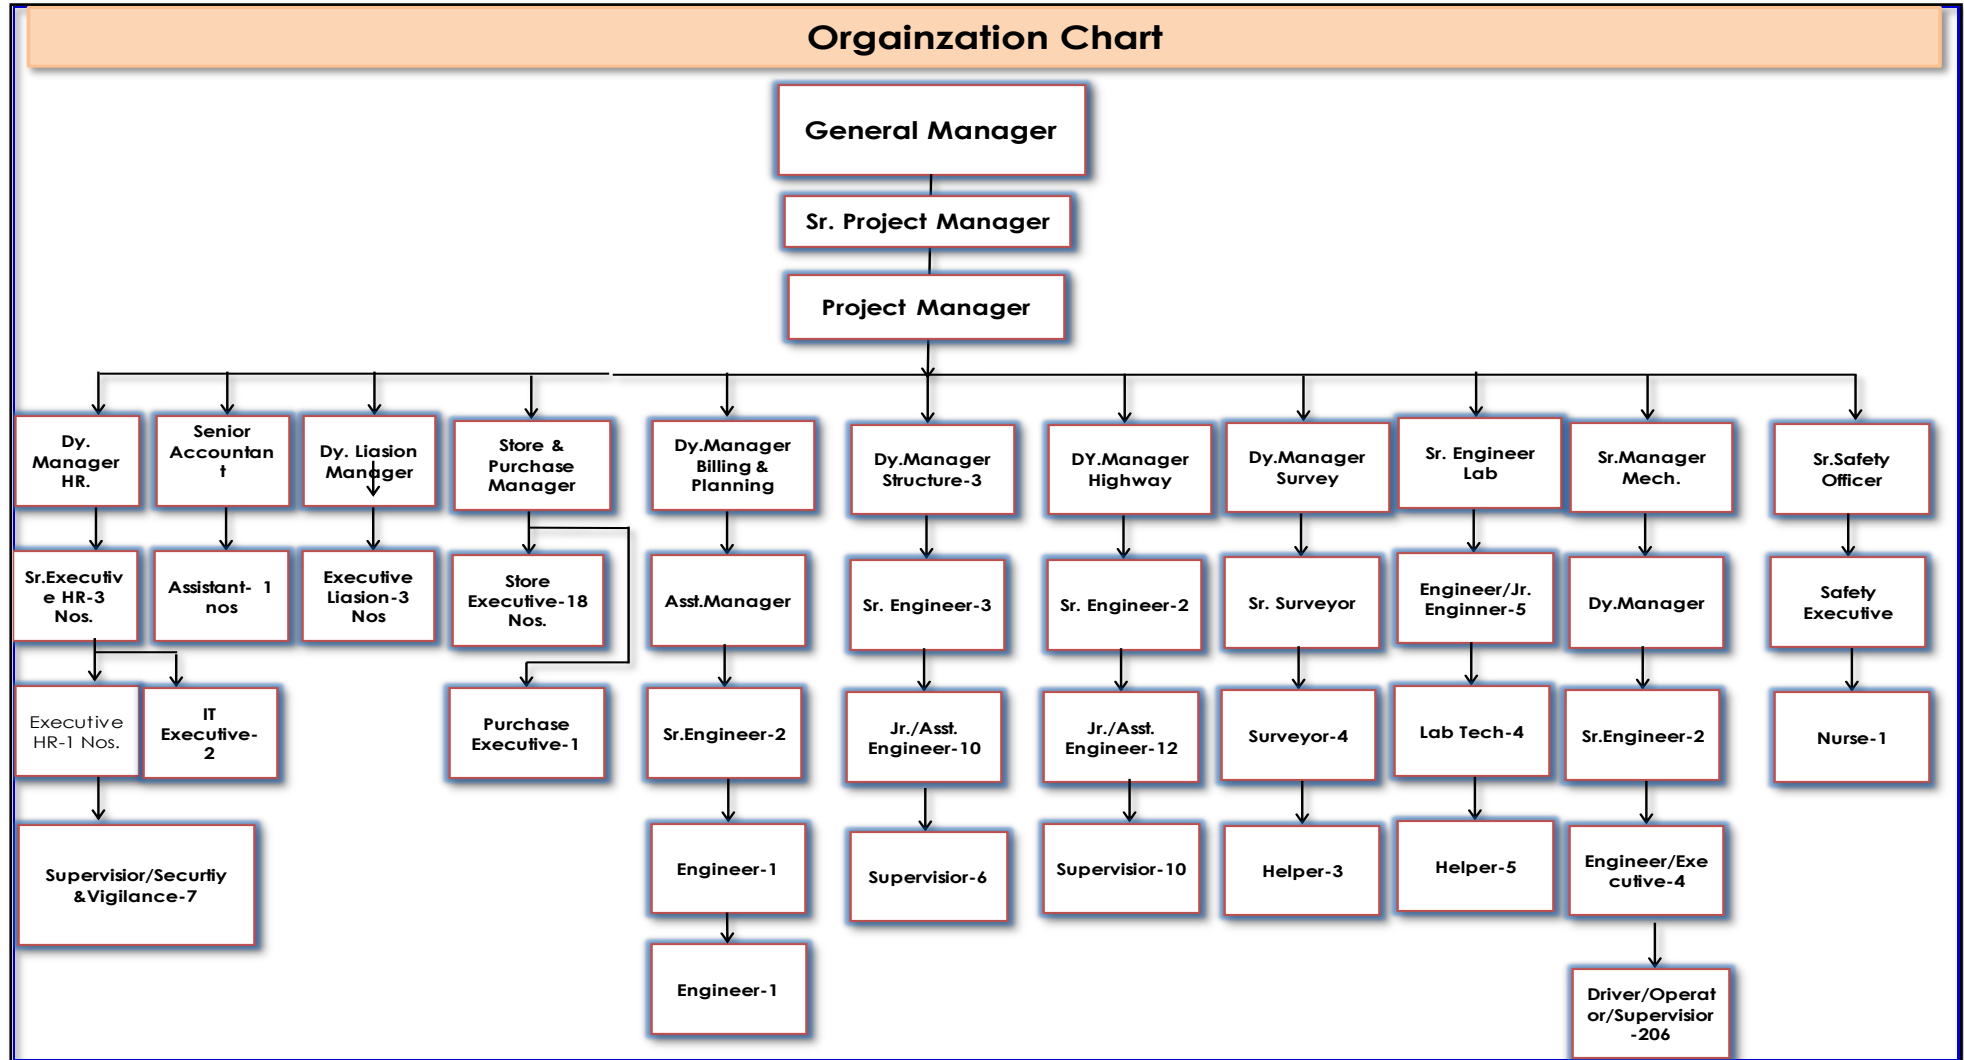 Orgainzation Chart
General Manager
Sr. Project Manager
Project Manager
Dy.
Manager
HR.
Senior
Accountan
t
Dy. Liasion
Manager
Store &
Purchase
Manager
Dy.Manager
Billing &
Planning
Dy.Manager
Structure-3
DY.Manager
Highway
Dy.Manager
Survey
Sr. Engineer
Lab
Sr.Manager
Mech.
Sr.Safety
Officer
Sr.Executiv
e HR-3
Nos.
Assistant- 1
nos
Executive
Liasion-3
Nos
Store
Executive-18
Nos.
Asst.Manager
Sr. Engineer-3
Sr. Engineer-2
Sr. Surveyor
Engineer/Jr.
Enginner-5
Dy.Manager
Safety
Executive
Executive
HR-1 Nos.
IT
Executive-
2
Purchase
Executive-1
Sr.Engineer-2
Jr./Asst.
Engineer-10
Jr./Asst.
Engineer-12
Surveyor-4
Lab Tech-4
Sr.Engineer-2
Nurse-1
Supervisior/Securtiy
&Vigilance-7
Engineer-1
Supervisior-6
Supervisior-10
Helper-3
Helper-5
Engineer/Exe
cutive-4
Engineer-1
Driver/Operat
or/Supervisior
-206